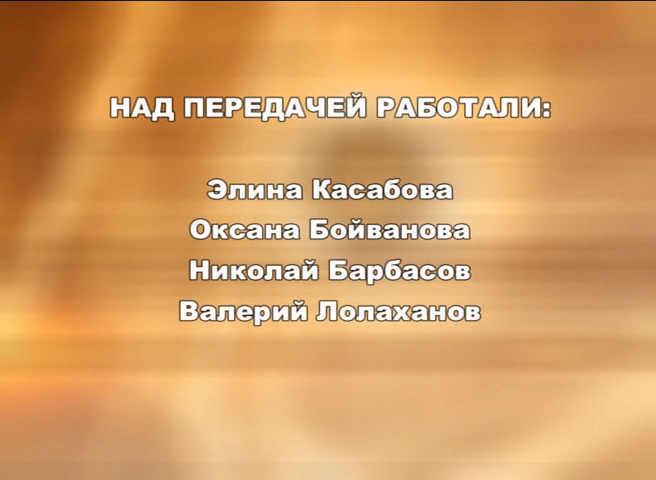 НАД ПЕРЕДАЧЕЙ РАБОТАЛИ:
Элина Касабова
Оксана Бойванова
Николай Барбасов
Валерий Лолаханов